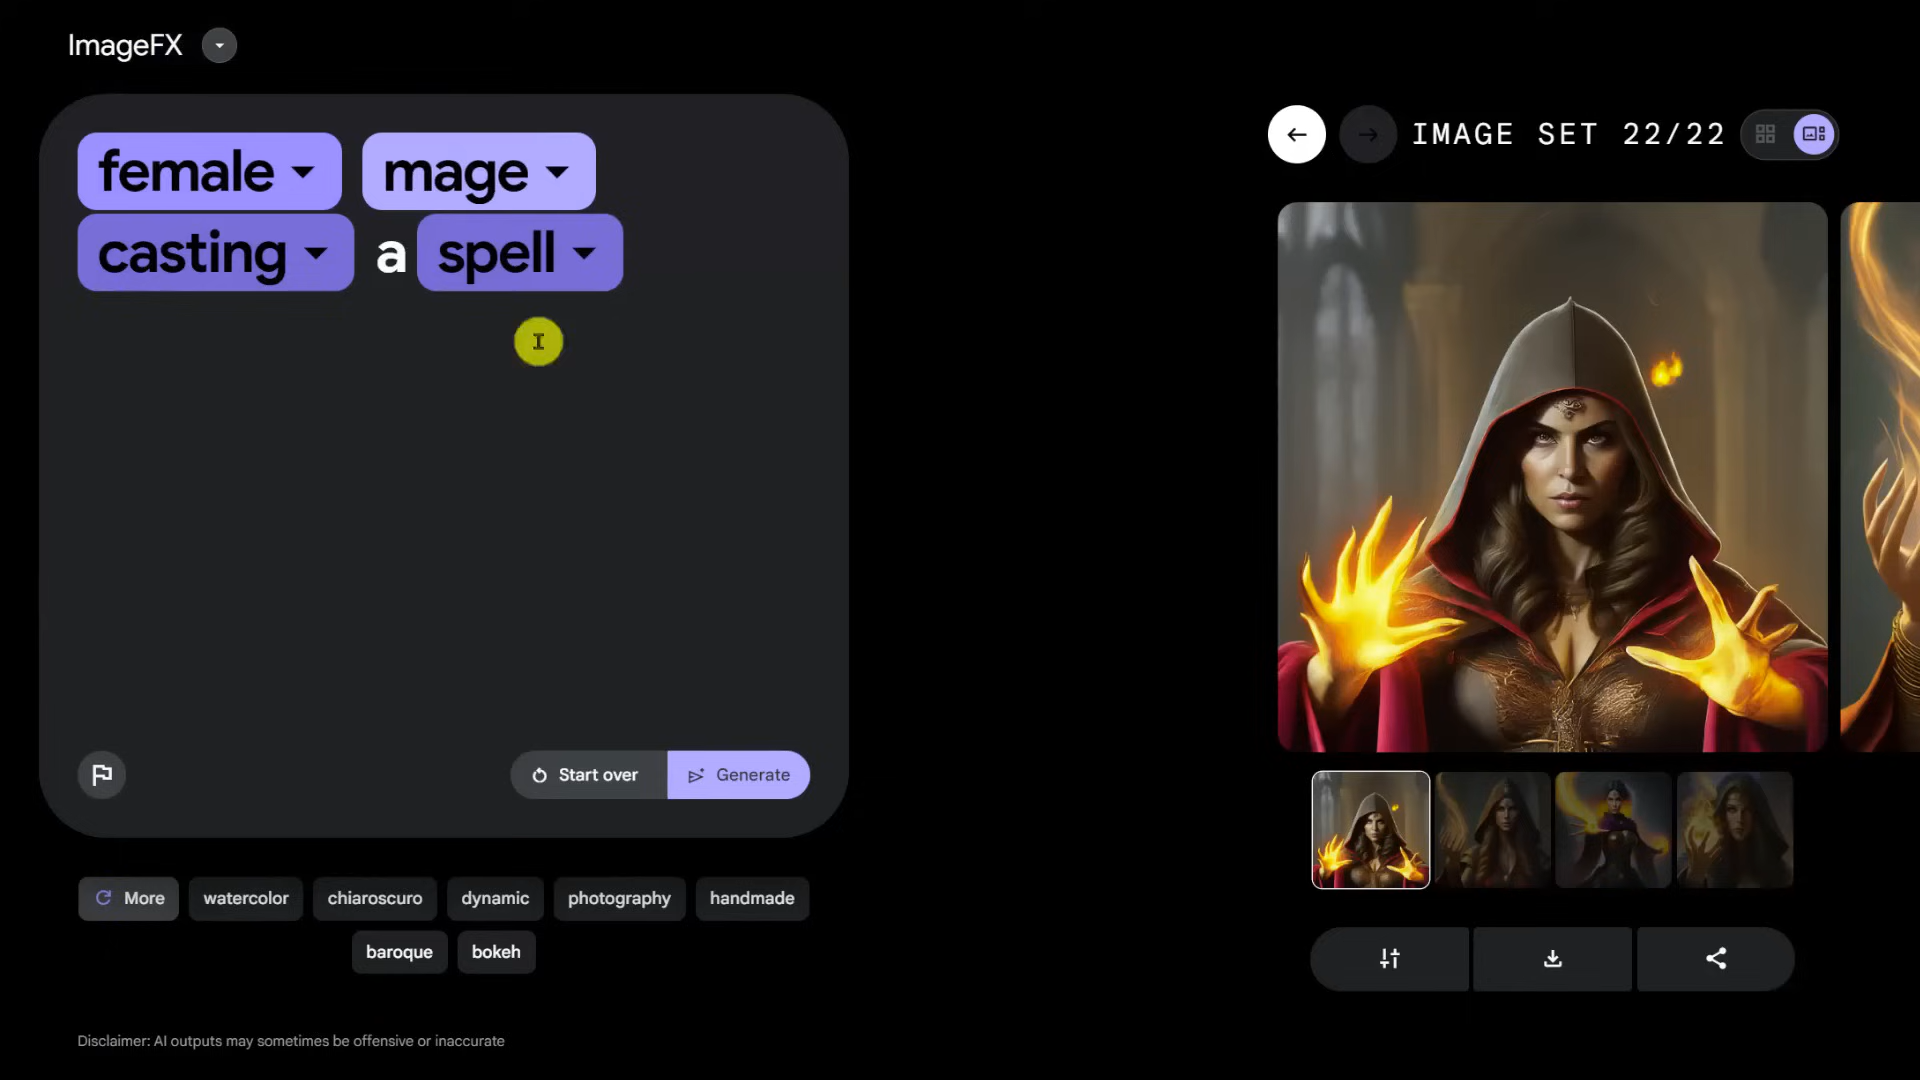 ImageFX
female mage
casting a spell
Start over Generate
More watercolor chiaroscuro dynamic photography handmade
baroque bokeh
Disclaimer: AI outputs may sometimes be offensive or inaccurate
IMAGE SET 22/22